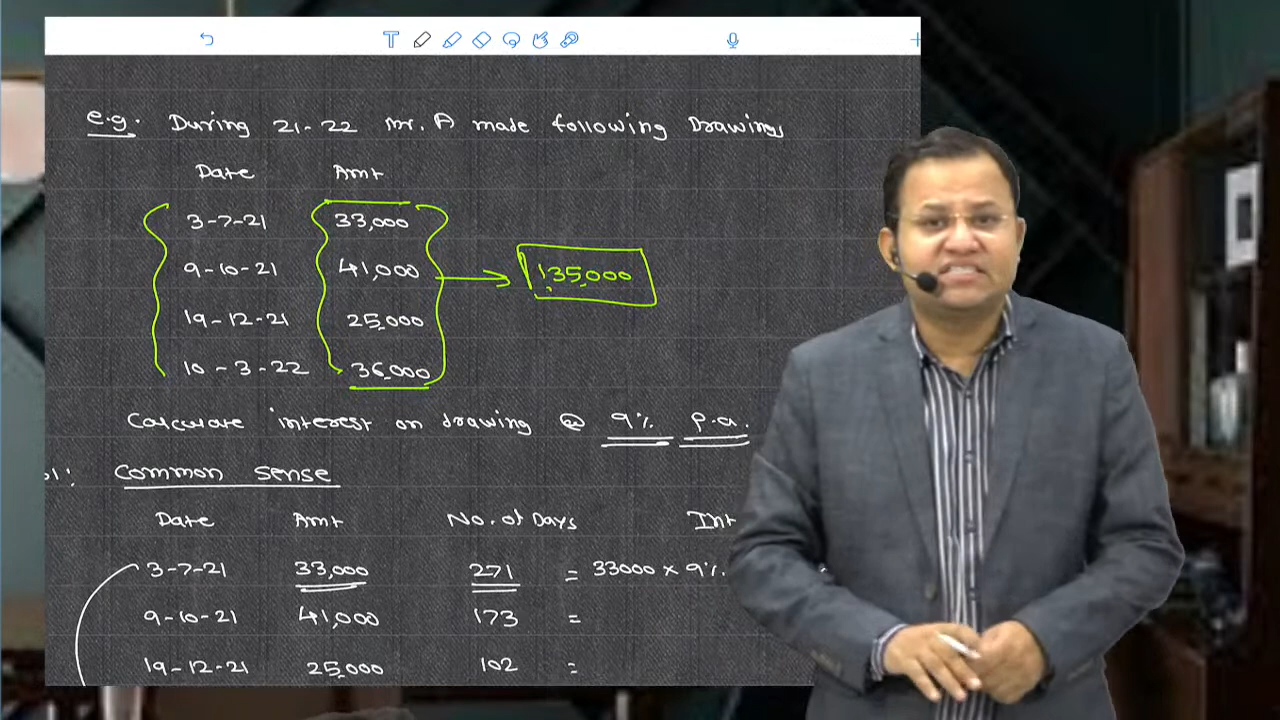 e.g. During 21-22 mr. A made following Drawings
Date Amt
3-7-21 33,000
9-10-21 41,000
19-12-21 25,000
10-3-22 36,000
135,000
Calculate interest on drawing @ 9% p.a.
Common sense
Date Amt No. of Days Int
3-7-21 33,000 271 = 33000 x 9%
9-10-21 41,000 173 =
19-12-21 25,000 102 =